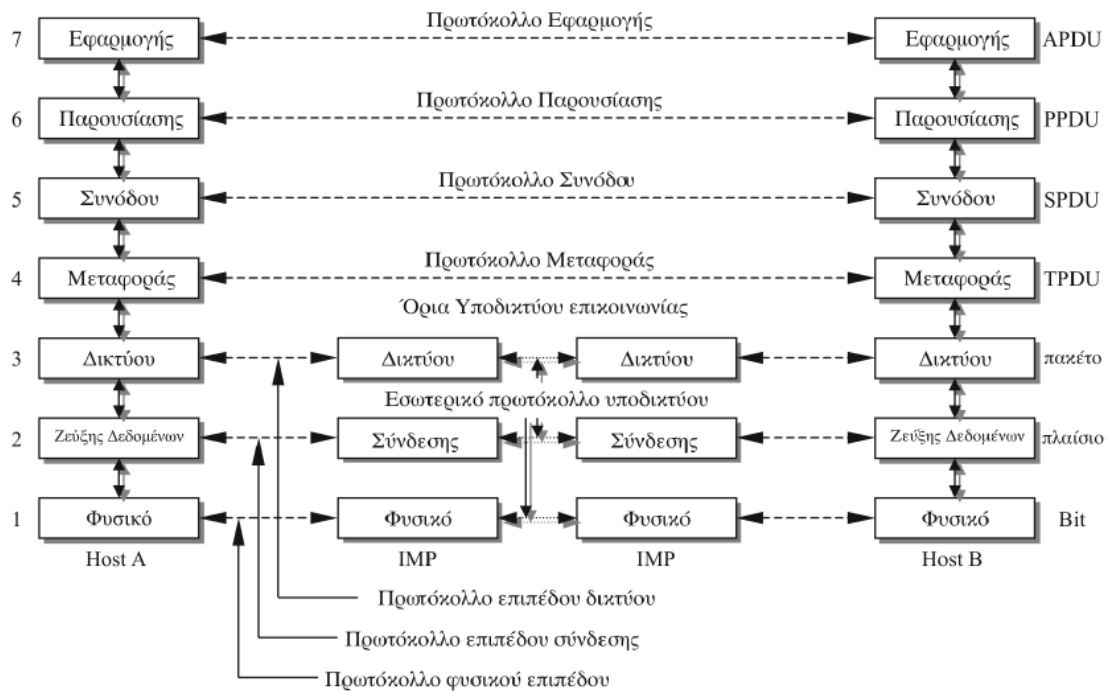 Πρωτόκολλο Εφαρμογής
7 Εφαρμογής Εφαρμογής APDU
Πρωτόκολλο Παρουσίασης
6 Παρουσίασης Παρουσίασης PPDU
Πρωτόκολλο Συνόδου
5 Συνόδου Συνόδου SPDU
Πρωτόκολλο Μεταφοράς
4 Μεταφοράς Μεταφοράς TPDU
Όρια Υποδικτύου επικοινωνίας
3 Δικτύου Δικτύου Δικτύου Δικτύου πακέτο
Εσωτερικό πρωτόκολλο υποδικτύου
2 Ζεύξης Δεδομένων Σύνδεσης Σύνδεσης Ζεύξης Δεδομένων πλαίσιο
1 Φυσικό Φυσικό Φυσικό Φυσικό Bit
Host A IMP IMP Host B
Πρωτόκολλο επιπέδου δικτύου
Πρωτόκολλο επιπέδου σύνδεσης
Πρωτόκολλο φυσικού επιπέδου